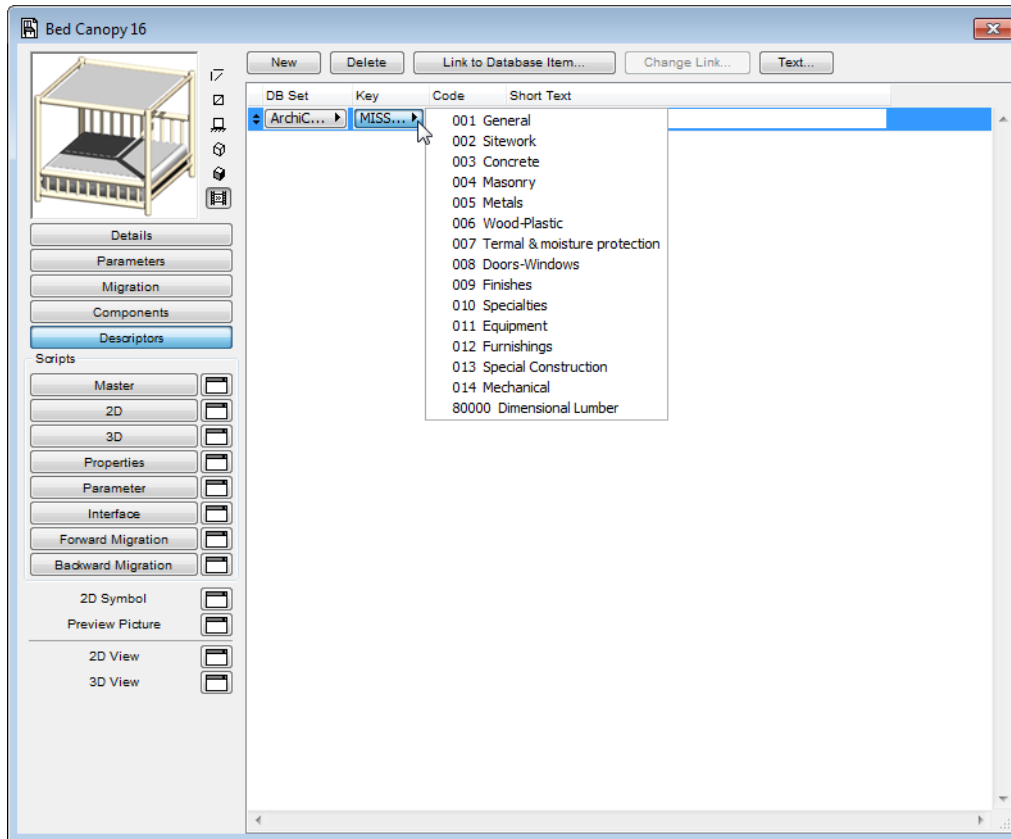 Bed Canopy 16
New Delete Link to Database Item... Change Link... Text...
DB Set Key Code Short Text
ArchiC... MISS...
001 General
002 Sitework
003 Concrete
004 Masonry
005 Metals
006 Wood-Plastic
007 Termal & moisture protection
008 Doors-Windows
009 Finishes
010 Specialties
011 Equipment
012 Furnishings
013 Special Construction
014 Mechanical
80000 Dimensional Lumber
Details
Parameters
Migration
Components
Descriptors
Scripts
Master
2D
3D
Properties
Parameter
Interface
Forward Migration
Backward Migration
2D Symbol
Preview Picture
2D View
3D View